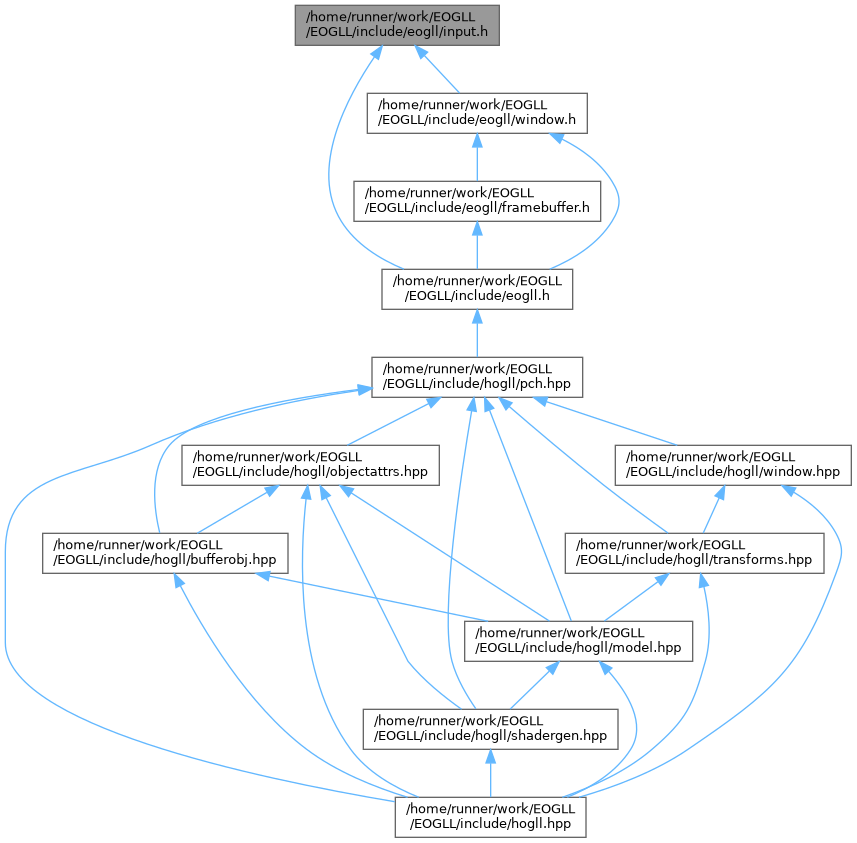 /home/runner/work/EOGLL
/EOGLL/include/eogll/input.h
/home/runner/work/EOGLL
/EOGLL/include/eogll/window.h
/home/runner/work/EOGLL
/EOGLL/include/eogll/framebuffer.h
/home/runner/work/EOGLL
/EOGLL/include/eogll.h
/home/runner/work/EOGLL
/EOGLL/include/hogll/pch.hpp
/home/runner/work/EOGLL
/EOGLL/include/hogll/objectattrs.hpp
/home/runner/work/EOGLL
/EOGLL/include/hogll/window.hpp
/home/runner/work/EOGLL
/EOGLL/include/hogll/bufferobj.hpp
/home/runner/work/EOGLL
/EOGLL/include/hogll/transforms.hpp
/home/runner/work/EOGLL
/EOGLL/include/hogll/model.hpp
/home/runner/work/EOGLL
/EOGLL/include/hogll/shadergen.hpp
/home/runner/work/EOGLL
/EOGLL/include/hogll.hpp